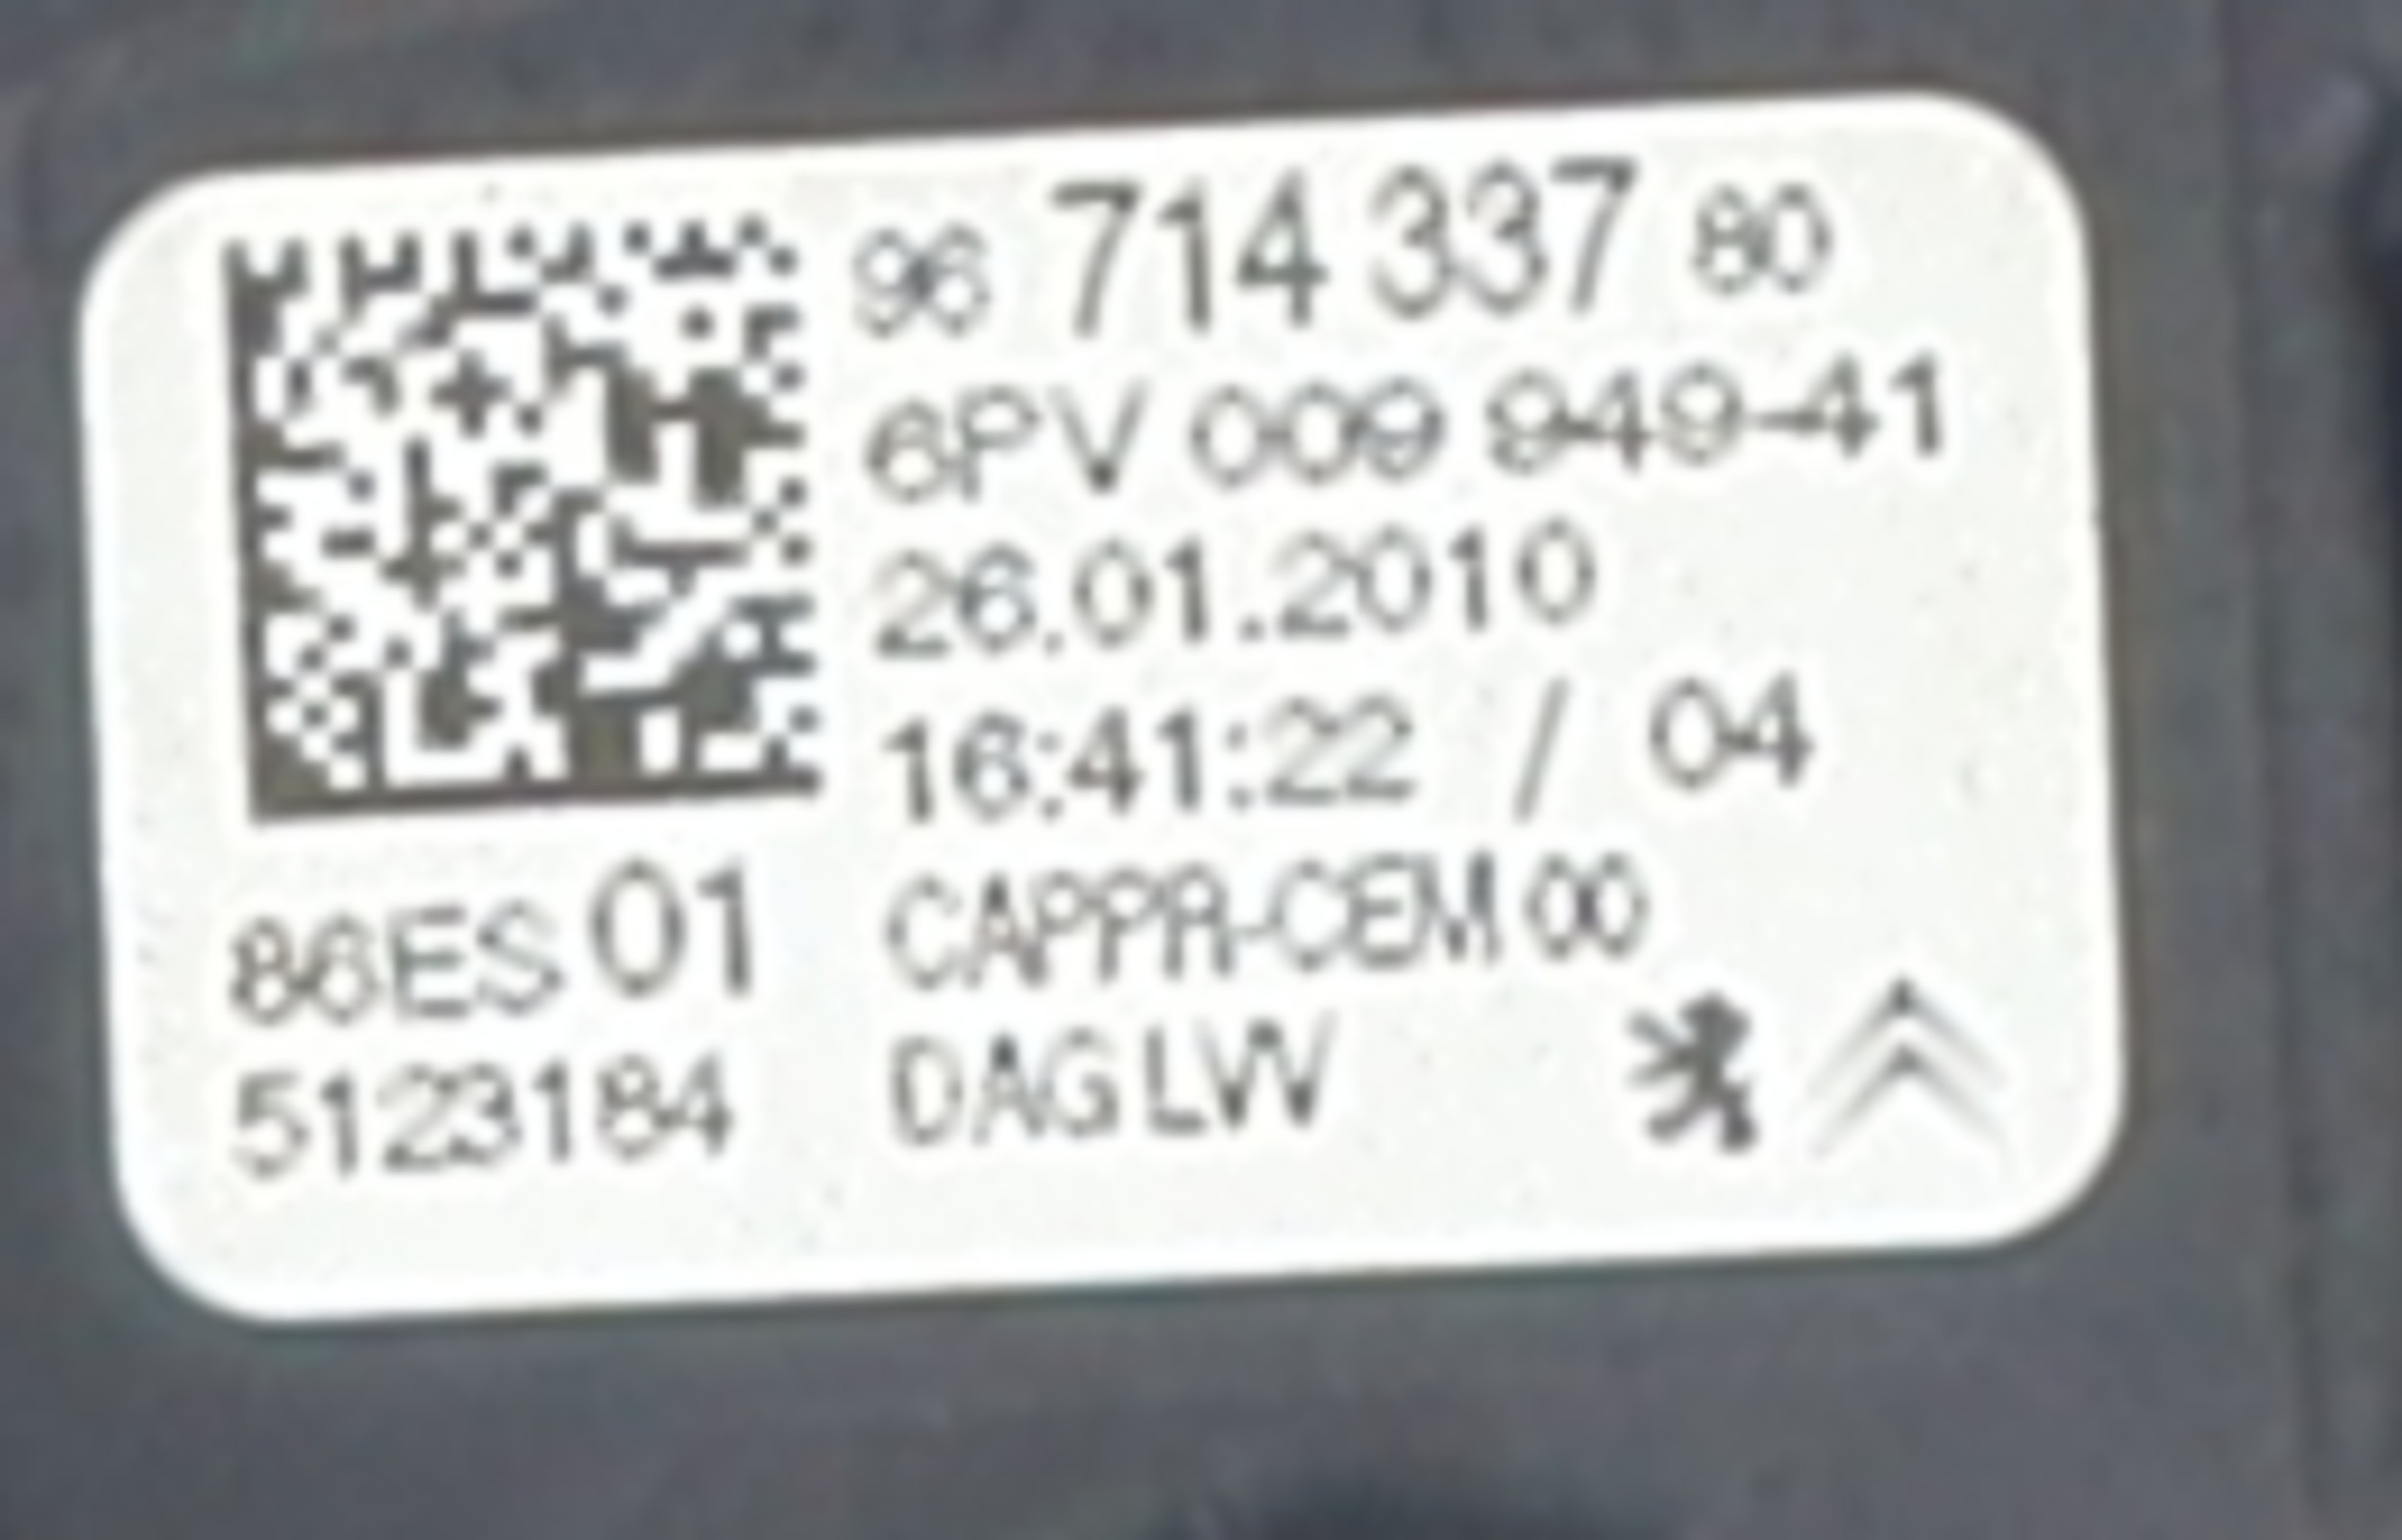 96 714 337 80
6PV 009 949-41
26.01.2010
16:41:22 / 04
86ES 01 CAPPR-CEM 00
5123184 DAG LW